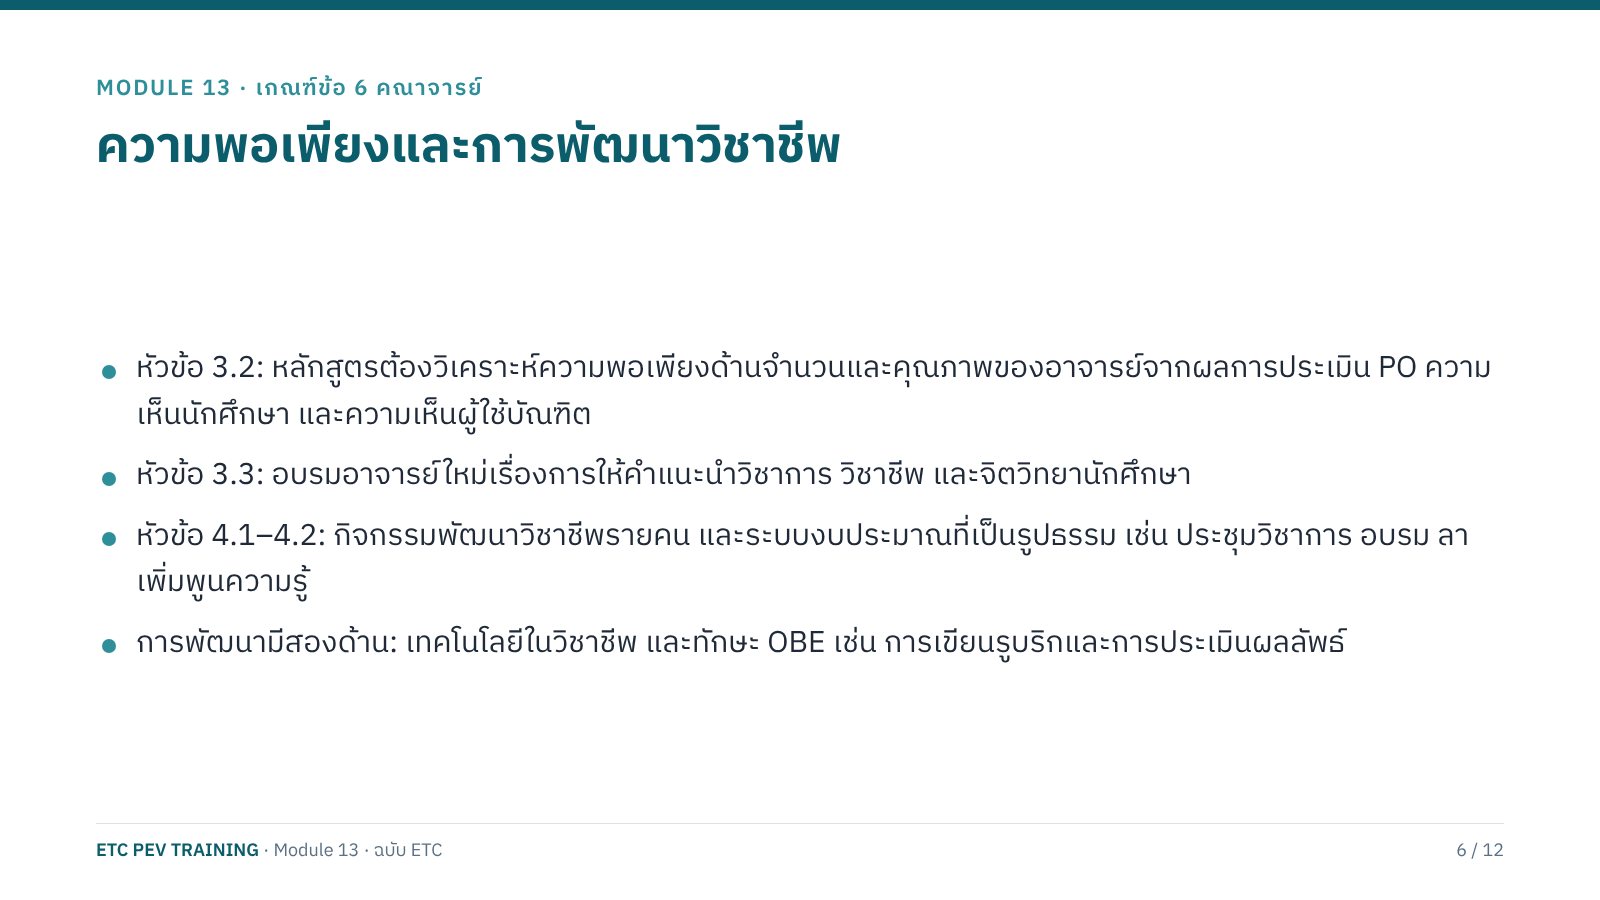 MODULE 13 · เกณฑ์ข้อ 6 คณาจารย์
ความพอเพียงและการพัฒนาวิชาชีพ
หัวข้อ 3.2: หลักสูตรต้องวิเคราะห์ความพอเพียงด้านจำนวนและคุณภาพของอาจารย์จากผลการประเมิน PO ความ
เห็นนักศึกษา และความเห็นผู้ใช้บัณฑิต
หัวข้อ 3.3: อบรมอาจารย์ใหม่เรื่องการให้คำแนะนำวิชาการ วิชาชีพ และจิตวิทยานักศึกษา
หัวข้อ 4.1–4.2: กิจกรรมพัฒนาวิชาชีพรายคน และระบบงบประมาณที่เป็นรูปธรรม เช่น ประชุมวิชาการ อบรม ลา
เพิ่มพูนความรู้
การพัฒนามีสองด้าน: เทคโนโลยีในวิชาชีพ และทักษะ OBE เช่น การเขียนรูบริกและการประเมินผลลัพธ์
ETC PEV TRAINING · Module 13 · ฉบับ ETC
6 / 12